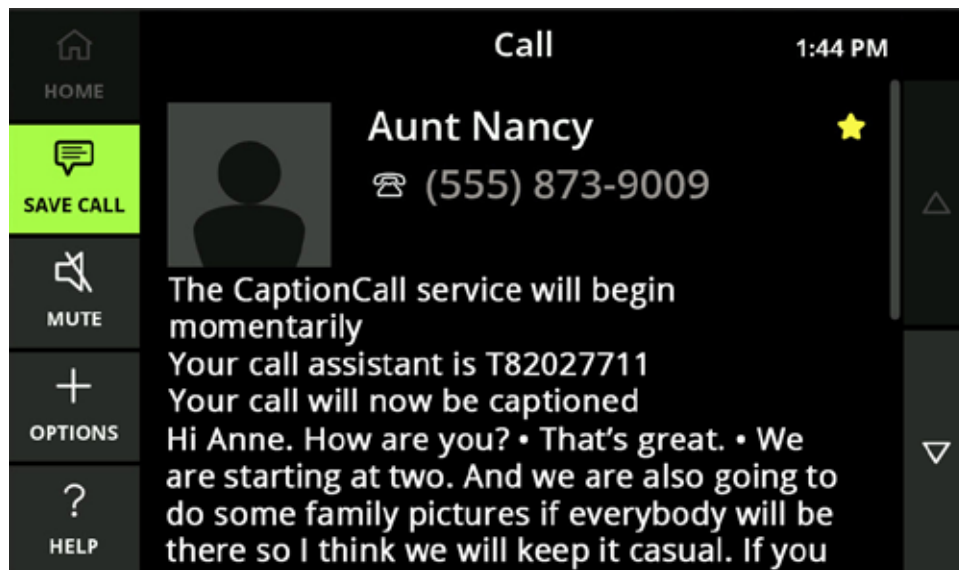 HOME
Call
1:44 PM
SAVE CALL
Aunt Nancy
(555) 873-9009
MUTE
The CaptionCall service will begin
momentarily
Your call assistant is T82027711
Your call will now be captioned
OPTIONS
Hi Anne. How are you? • That's great. • We
are starting at two. And we are also going to
do some family pictures if everybody will be
there so I think we will keep it casual. If you
HELP